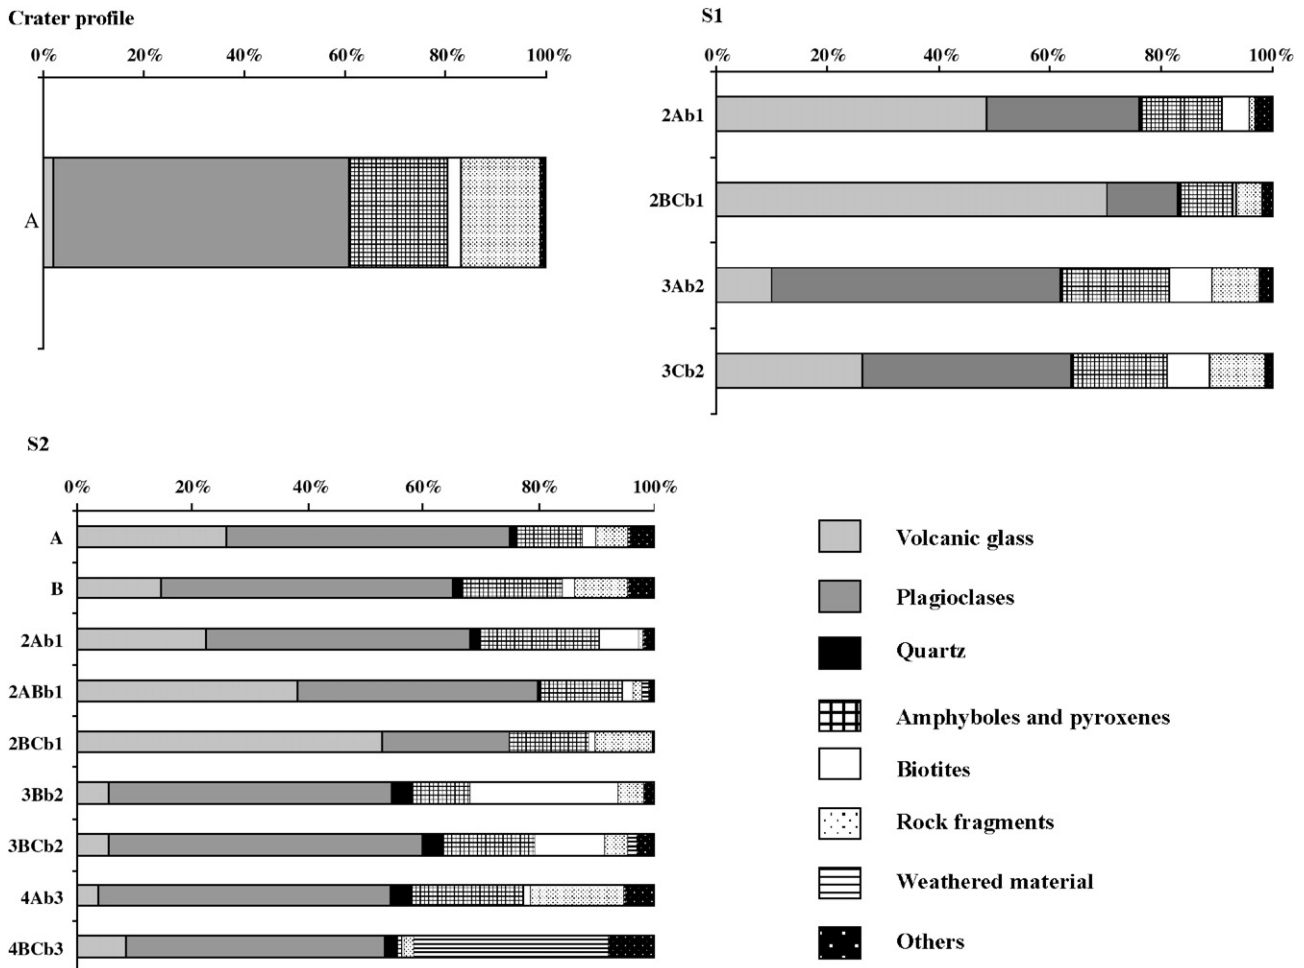 Crater profile
0% 20% 40% 60% 80% 100%
A
S1
0% 20% 40% 60% 80% 100%
2Ab1
2BCb1
3Ab2
3Cb2
S2
0% 20% 40% 60% 80% 100%
A
B
2Ab1
2ABb1
2BCb1
3Bb2
3BCb2
4Ab3
4BCb3
Volcanic glass
Plagioclases
Quartz
Amphyboles and pyroxenes
Biotites
Rock fragments
Weathered material
Others